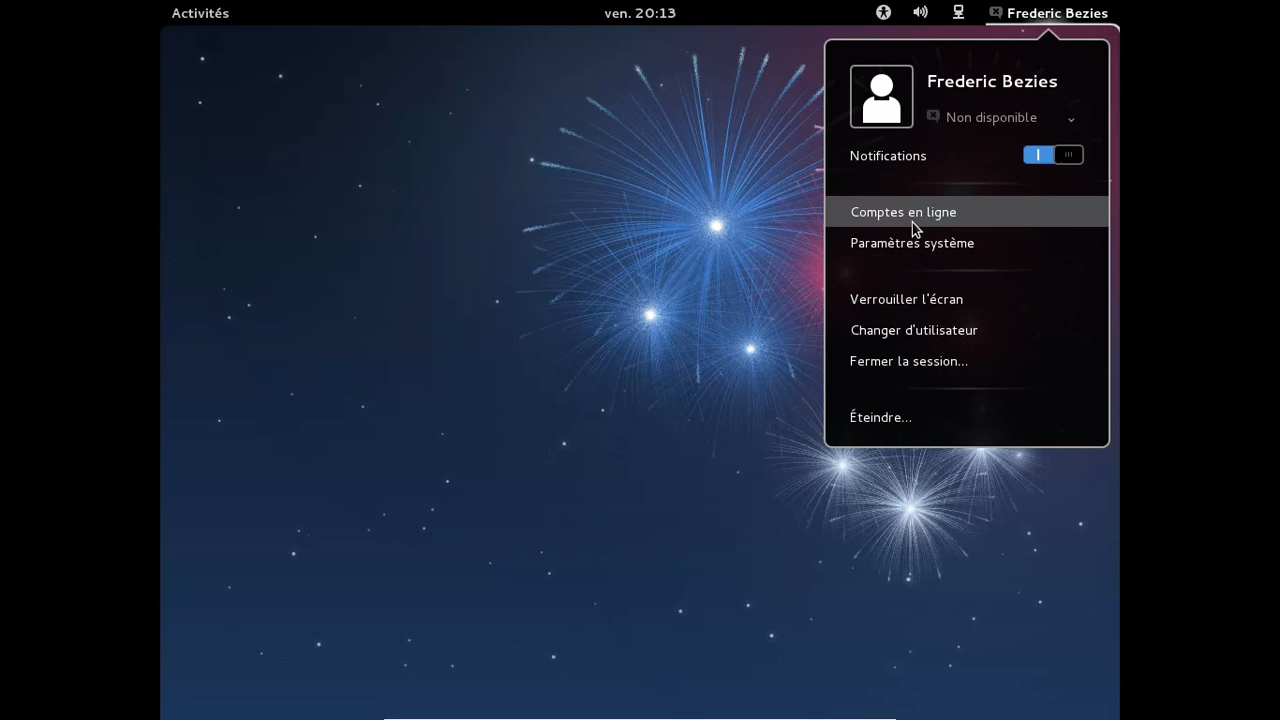 Activités
ven. 20:13
Frederic Bezies
Frederic Bezies
Non disponible
Notifications
Comptes en ligne
Paramètres système
Verrouiller l'écran
Changer d'utilisateur
Fermer la session...
Éteindre...